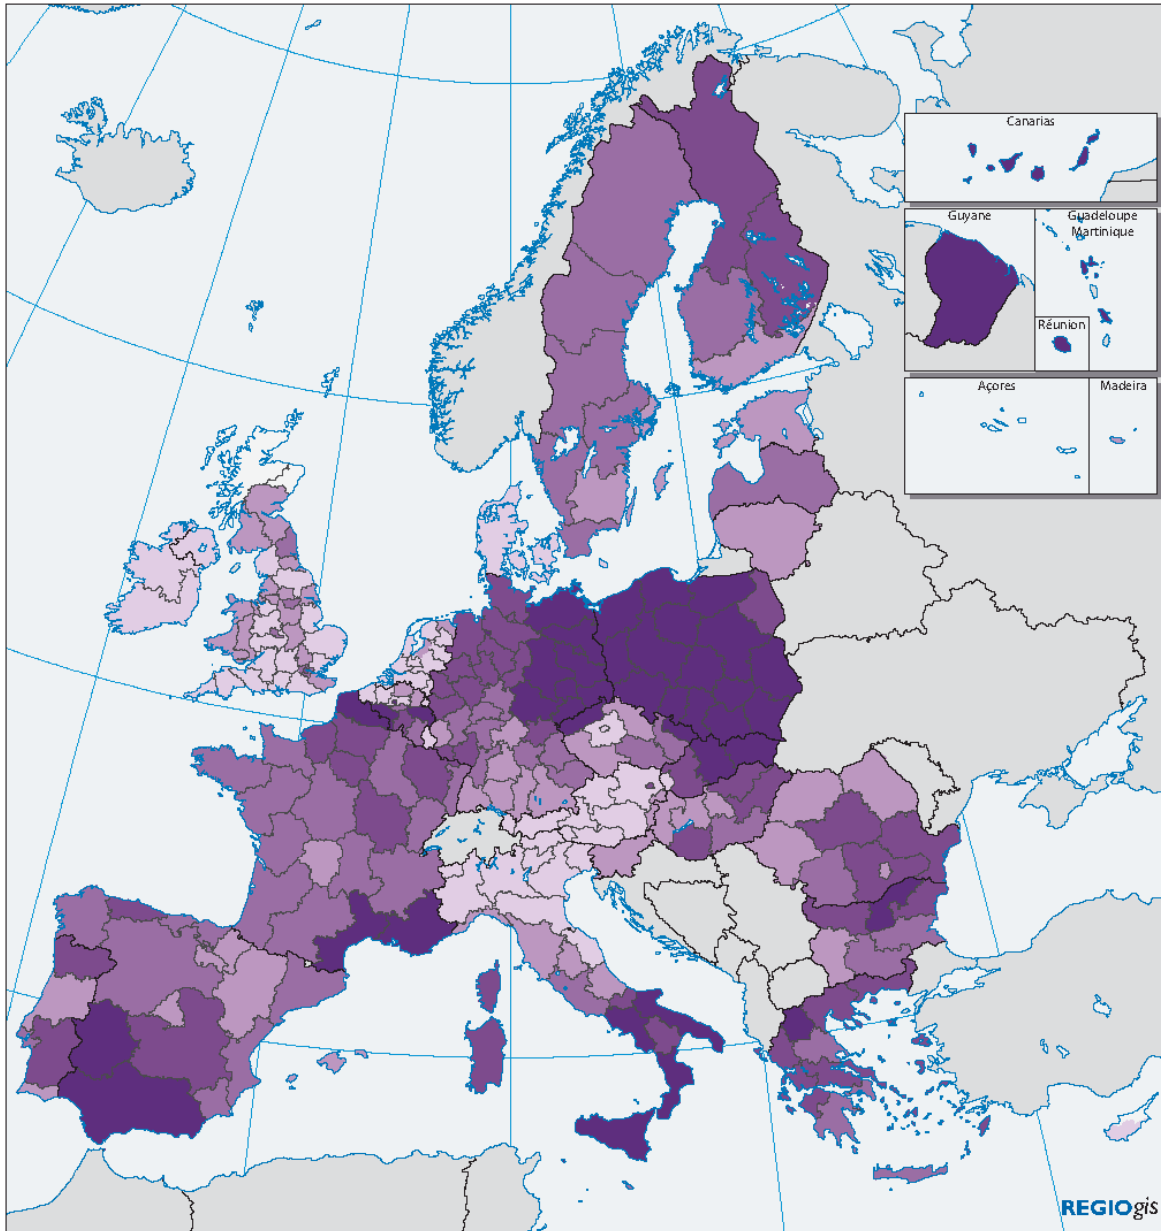 Canarias
Guyane
Guadeloupe
Martinique
Réunion
Açores
Madeira
REGIOgis